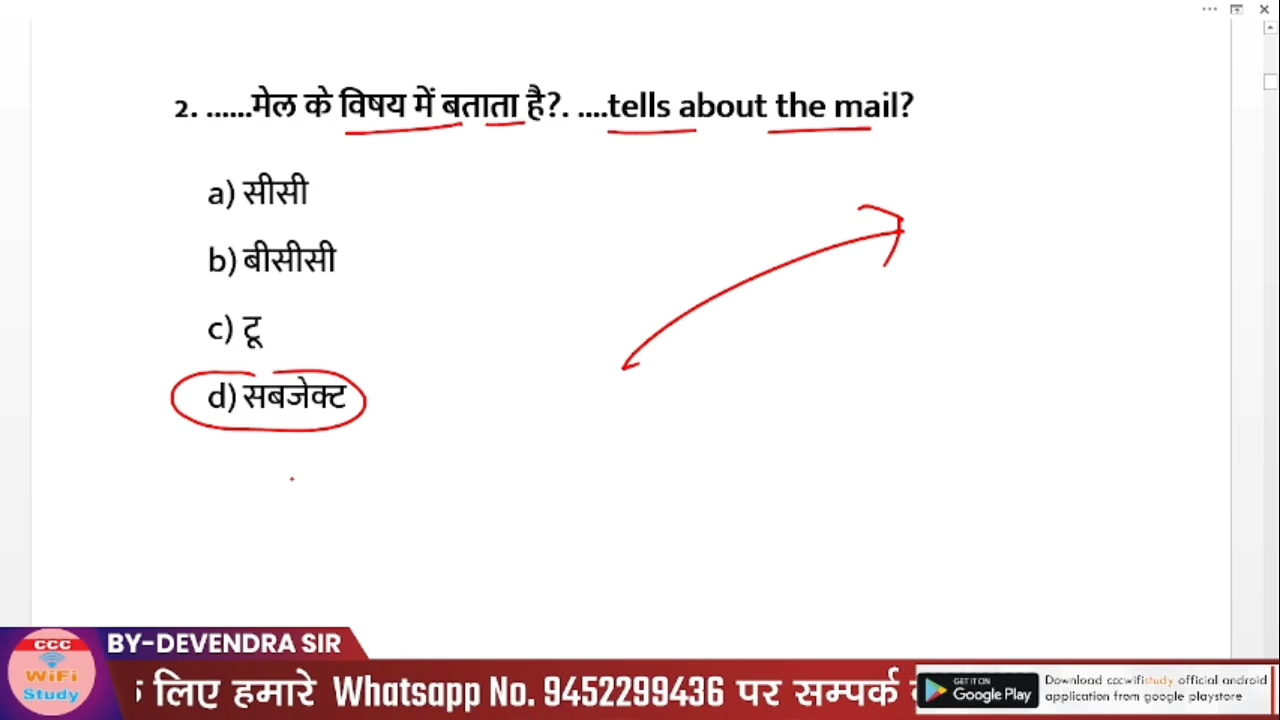 2. ......मेल के विषय में बताता है?. ....tells about the mail?
a) सीसी
b) बीसीसी
c) टू
d) सबजेक्ट
BY-DEVENDRA SIR
CCC
WiFi
Study
लिए हमारे Whatsapp No. 9452299436 पर सम्पर्क
GET IT ON
Google Play
Download cccwifistudy official android
application from google playstore